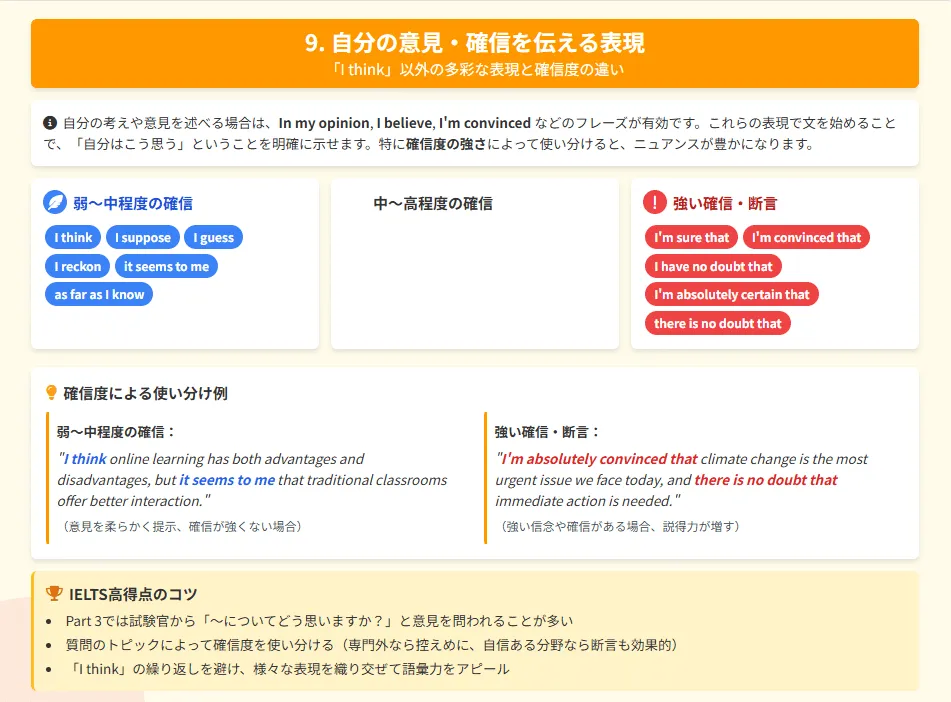 9. 自分の意見・確信を伝える表現
「I think」以外の多彩な表現と確信度の違い
自分の考えや意見を述べる場合は、In my opinion, I believe, I'm convinced などのフレーズが有効です。これらの表現で文を始めること
で、「自分はこう思う」ということを明確に示せます。特に確信度の強さによって使い分けると、ニュアンスが豊かになります。
弱〜中程度の確信
I think
I suppose
I guess
I reckon
it seems to me
as far as I know
中〜高程度の確信
強い確信・断言
I'm sure that
I'm convinced that
I have no doubt that
I'm absolutely certain that
there is no doubt that
確信度による使い分け例
弱〜中程度の確信：
"I think online learning has both advantages and
disadvantages, but it seems to me that traditional classrooms
offer better interaction."
（意見を柔らかく提示、確信が強くない場合）
強い確信・断言：
"I'm absolutely convinced that climate change is the most
urgent issue we face today, and there is no doubt that
immediate action is needed."
（強い信念や確信がある場合、説得力が増す）
IELTS高得点のコツ
• Part 3では試験官から「〜についてどう思いますか？」と意見を問われることが多い
• 質問のトピックによって確信度を使い分ける（専門外なら控えめに、自信ある分野なら断言も効果的）
• 「I think」の繰り返しを避け、様々な表現を織り交ぜて語彙力をアピール